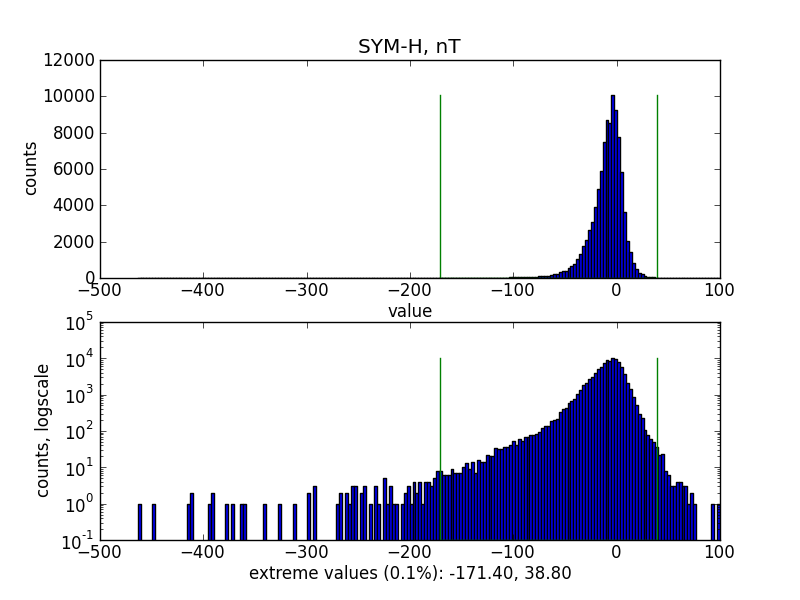 SYM-H, nT
12000
10000
8000
6000
4000
2000
0
counts
−500 −400 −300 −200 −100 0 100
value
10^5
10^4
10^3
10^2
10^1
10^0
10^-1
counts, logscale
−500 −400 −300 −200 −100 0 100
extreme values (0.1%): -171.40, 38.80